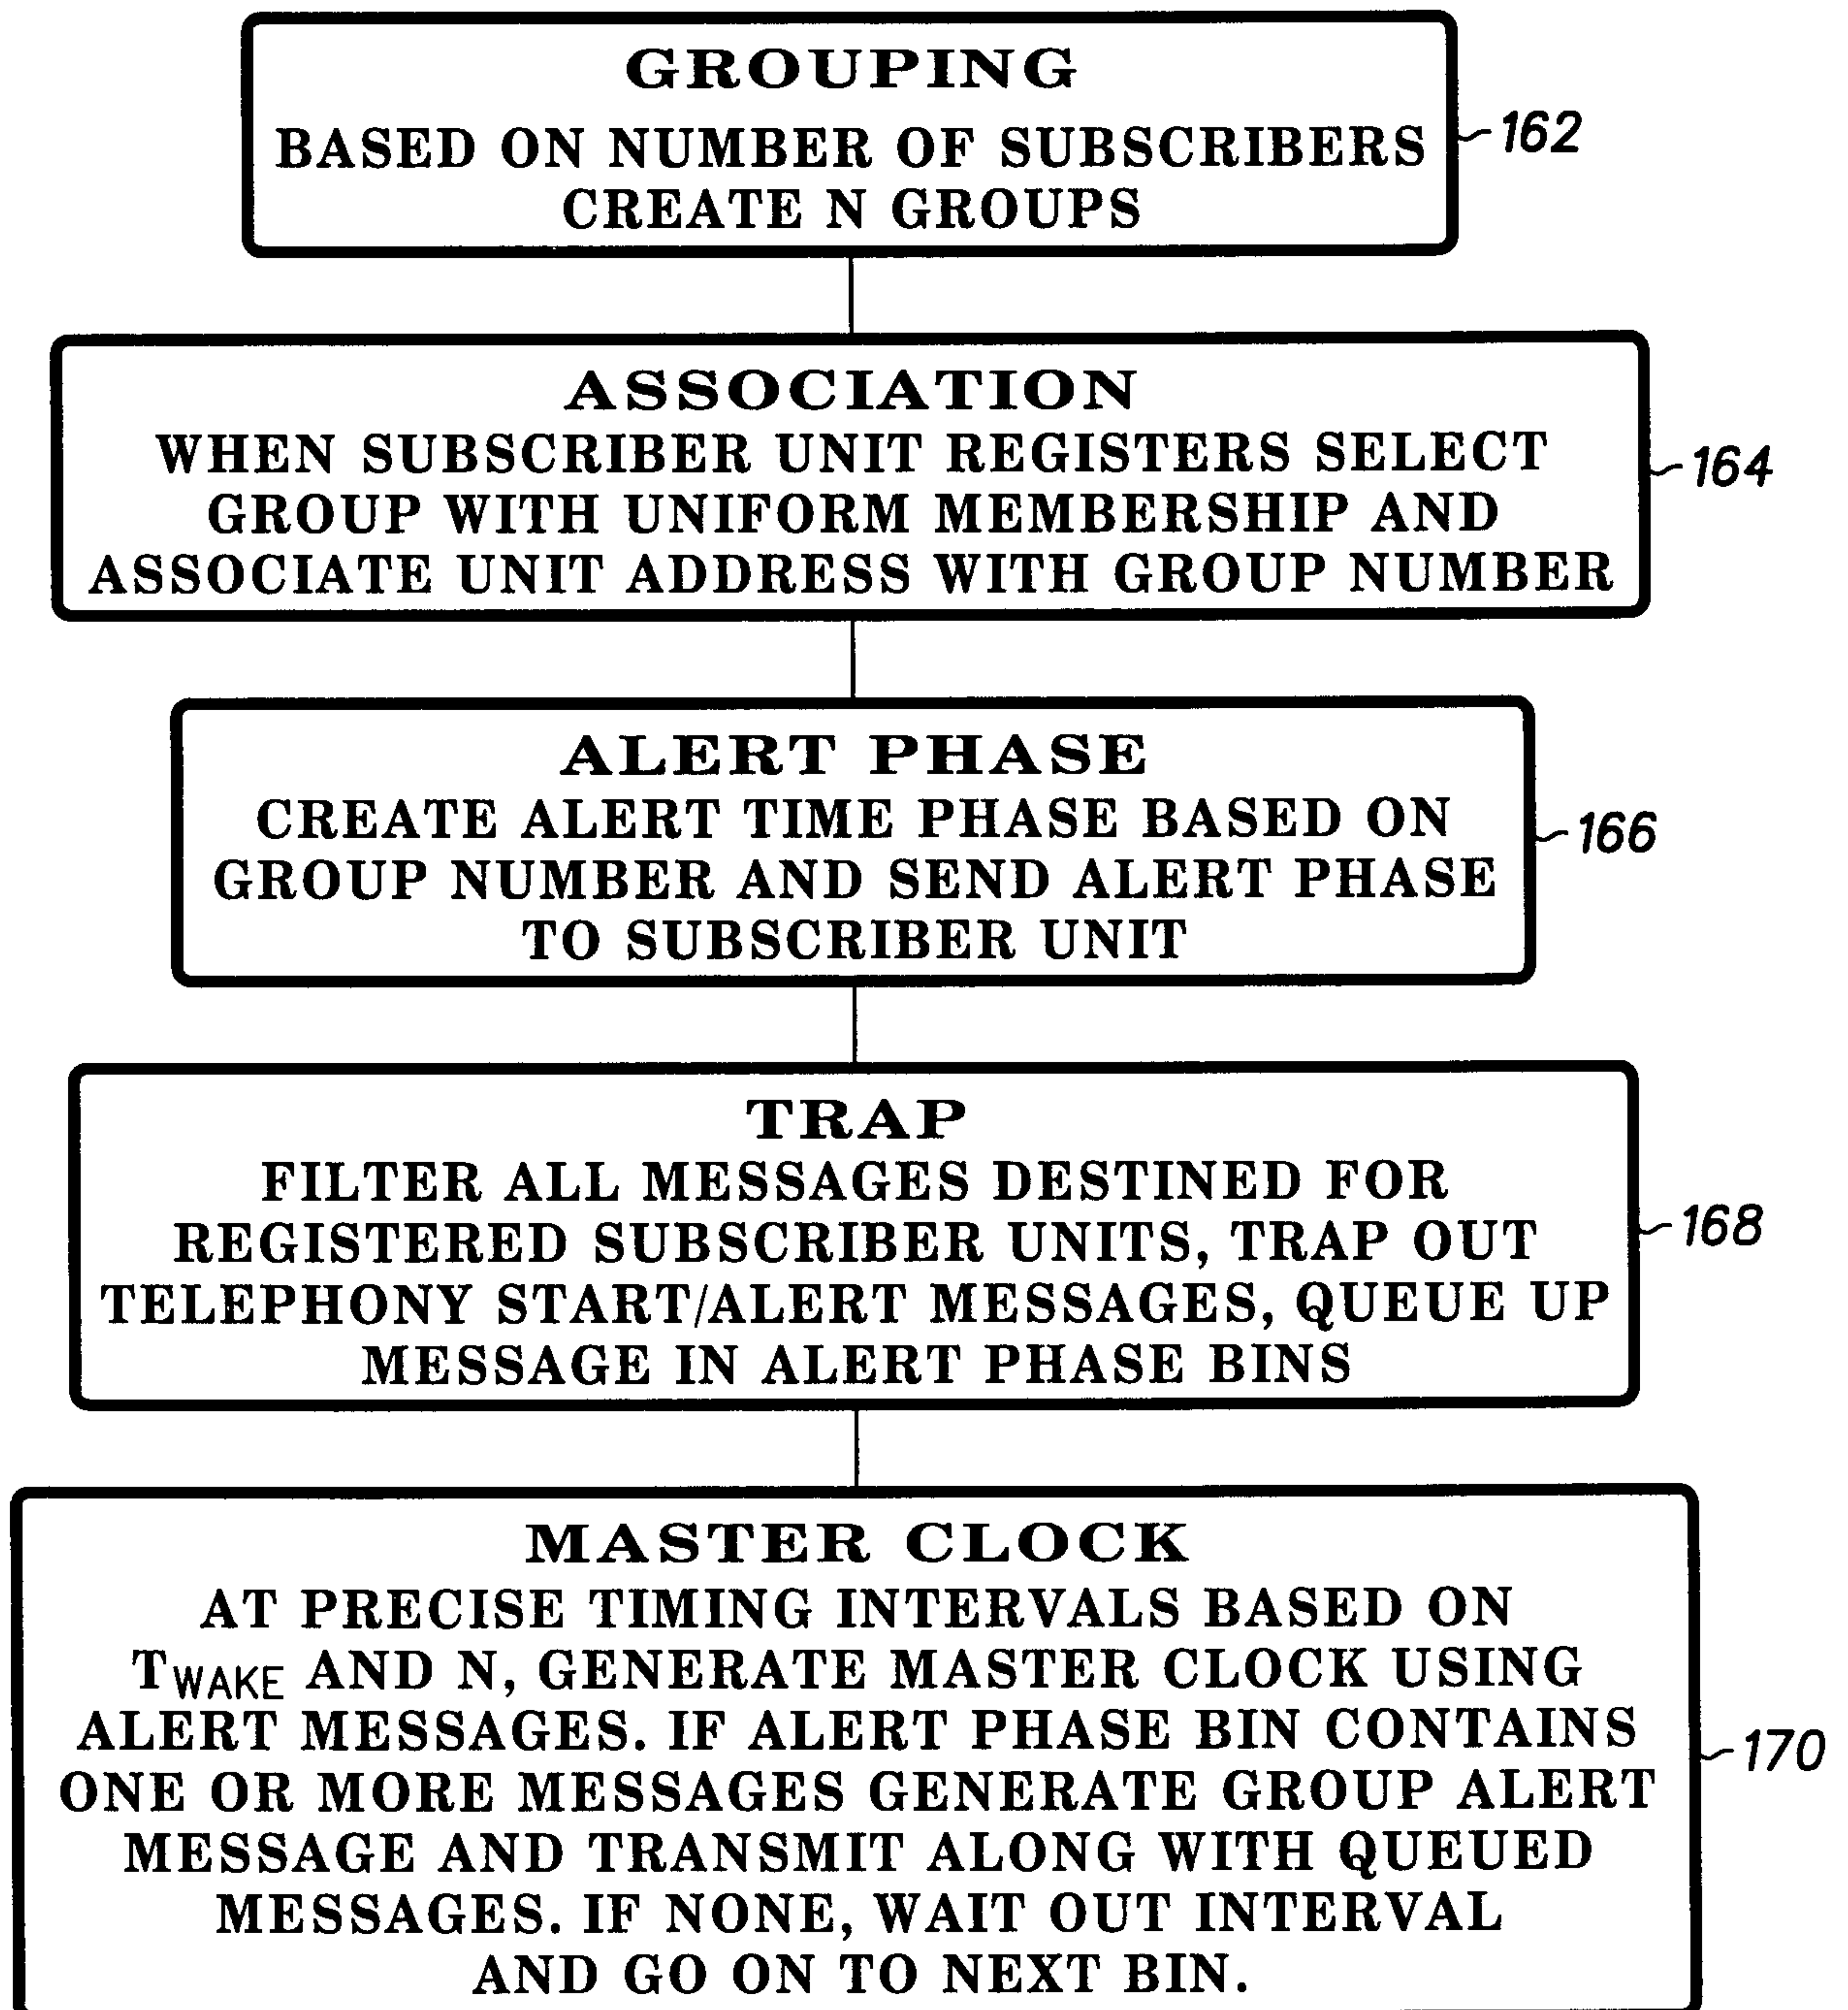 GROUPING
BASED ON NUMBER OF SUBSCRIBERS
CREATE N GROUPS
162
ASSOCIATION
WHEN SUBSCRIBER UNIT REGISTERS SELECT
GROUP WITH UNIFORM MEMBERSHIP AND
ASSOCIATE UNIT ADDRESS WITH GROUP NUMBER
164
ALERT PHASE
CREATE ALERT TIME PHASE BASED ON
GROUP NUMBER AND SEND ALERT PHASE
TO SUBSCRIBER UNIT
166
TRAP
FILTER ALL MESSAGES DESTINED FOR
REGISTERED SUBSCRIBER UNITS, TRAP OUT
TELEPHONY START/ALERT MESSAGES, QUEUE UP
MESSAGE IN ALERT PHASE BINS
168
MASTER CLOCK
AT PRECISE TIMING INTERVALS BASED ON
TWAKE AND N, GENERATE MASTER CLOCK USING
ALERT MESSAGES. IF ALERT PHASE BIN CONTAINS
ONE OR MORE MESSAGES GENERATE GROUP ALERT
MESSAGE AND TRANSMIT ALONG WITH QUEUED
MESSAGES. IF NONE, WAIT OUT INTERVAL
AND GO ON TO NEXT BIN.
170